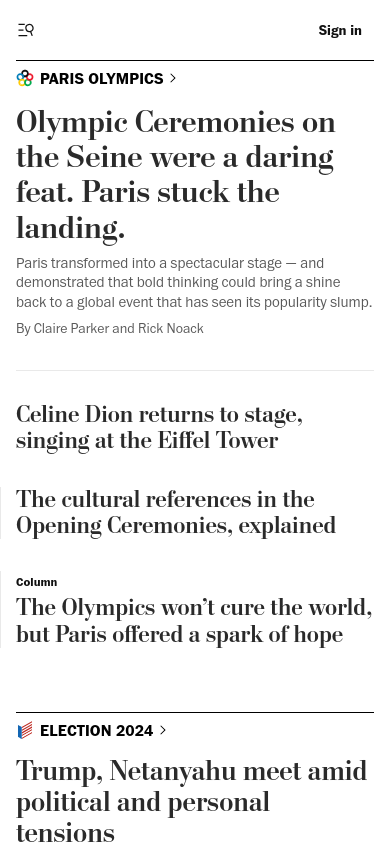 Sign in
PARIS OLYMPICS
Olympic Ceremonies on
the Seine were a daring
feat. Paris stuck the
landing.
Paris transformed into a spectacular stage — and
demonstrated that bold thinking could bring a shine
back to a global event that has seen its popularity slump.
By Claire Parker and Rick Noack
Celine Dion returns to stage,
singing at the Eiffel Tower
The cultural references in the
Opening Ceremonies, explained
Column
The Olympics won’t cure the world,
but Paris offered a spark of hope
ELECTION 2024
Trump, Netanyahu meet amid
political and personal
tensions